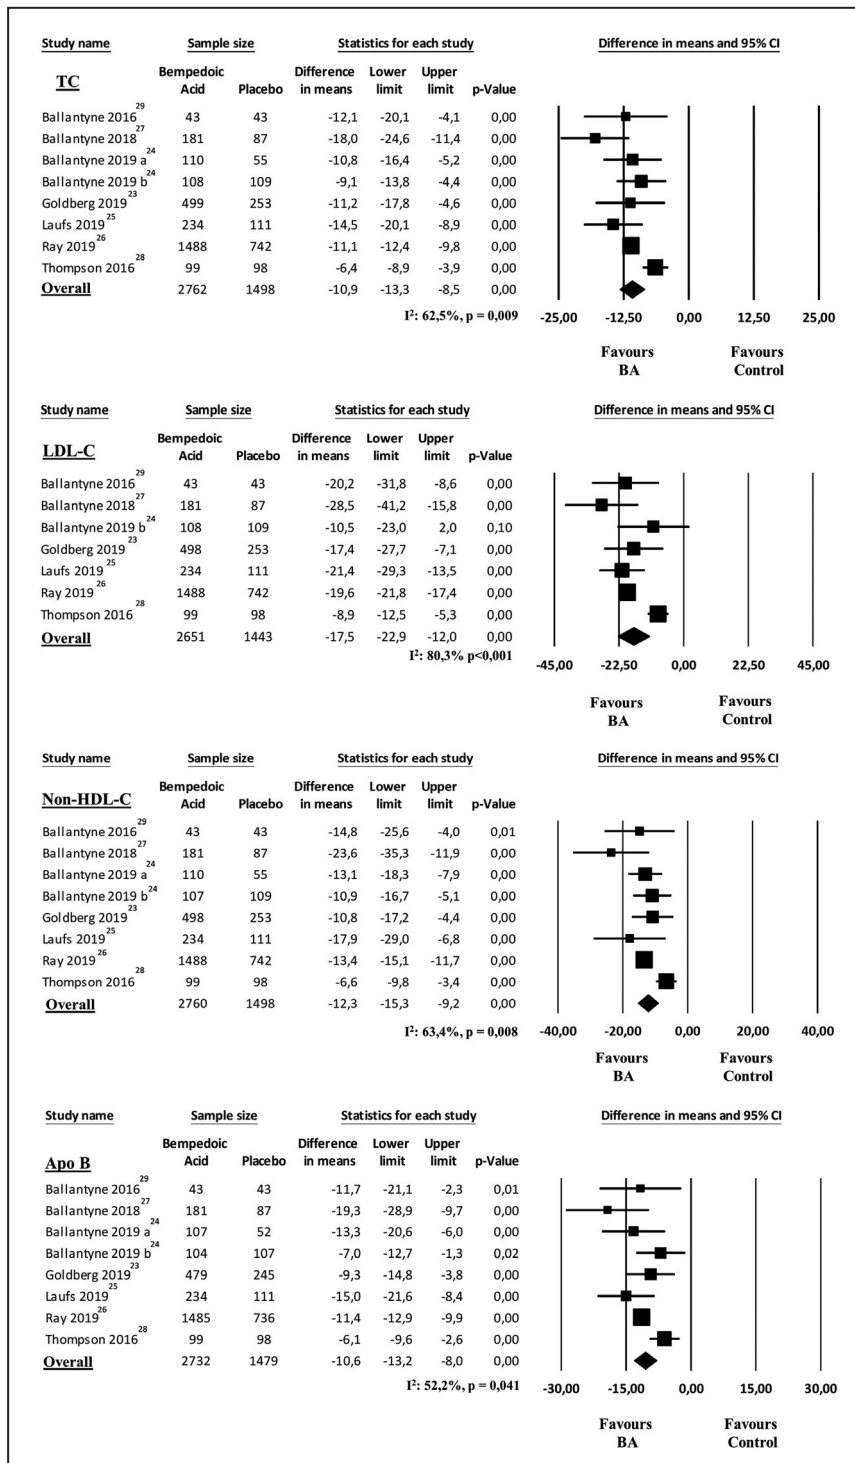 Study name Sample size Statistics for each study Difference in means and 95% CI
TC Bempedoic Acid Placebo Difference in means Lower limit Upper limit p-Value
Ballantyne 2016 29 43 43 -12,1 -20,1 -4,1 0,00
Ballantyne 2018 27 181 87 -18,0 -24,6 -11,4 0,00
Ballantyne 2019 a 24 110 55 -10,8 -16,4 -5,2 0,00
Ballantyne 2019 b 24 108 109 -9,1 -13,8 -4,4 0,00
Goldberg 2019 23 499 253 -11,2 -17,8 -4,6 0,00
Laufs 2019 25 234 111 -14,5 -20,1 -8,9 0,00
Ray 2019 26 1488 742 -11,1 -12,4 -9,8 0,00
Thompson 2016 28 99 98 -6,4 -8,9 -3,9 0,00
Overall 2762 1498 -10,9 -13,3 -8,5 0,00
I²: 62,5%, p = 0,009 -25,00 -12,50 0,00 12,50 25,00
Favours BA Favours Control
Study name Sample size Statistics for each study Difference in means and 95% CI
LDL-C Bempedoic Acid Placebo Difference in means Lower limit Upper limit p-Value
Ballantyne 2016 29 43 43 -20,2 -31,8 -8,6 0,00
Ballantyne 2018 27 181 87 -28,5 -41,2 -15,8 0,00
Ballantyne 2019 b 24 108 109 -10,5 -23,0 2,0 0,10
Goldberg 2019 23 498 253 -17,4 -27,7 -7,1 0,00
Laufs 2019 25 234 111 -21,4 -29,3 -13,5 0,00
Ray 2019 26 1488 742 -19,6 -21,8 -17,4 0,00
Thompson 2016 28 99 98 -8,9 -12,5 -5,3 0,00
Overall 2651 1443 -17,5 -22,9 -12,0 0,00
I²: 80,3% p<0,001 -45,00 -22,50 0,00 22,50 45,00
Favours BA Favours Control
Study name Sample size Statistics for each study Difference in means and 95% CI
Non-HDL-C Bempedoic Acid Placebo Difference in means Lower limit Upper limit p-Value
Ballantyne 2016 29 43 43 -14,8 -25,6 -4,0 0,01
Ballantyne 2018 27 181 87 -23,6 -35,3 -11,9 0,00
Ballantyne 2019 a 24 110 55 -13,1 -18,3 -7,9 0,00
Ballantyne 2019 b 24 107 109 -10,9 -16,7 -5,1 0,00
Goldberg 2019 23 498 253 -10,8 -17,2 -4,4 0,00
Laufs 2019 25 234 111 -17,9 -29,0 -6,8 0,00
Ray 2019 26 1488 742 -13,4 -15,1 -11,7 0,00
Thompson 2016 28 99 98 -6,6 -9,8 -3,4 0,00
Overall 2760 1498 -12,3 -15,3 -9,2 0,00
I²: 63,4%, p = 0,008 -40,00 -20,00 0,00 20,00 40,00
Favours BA Favours Control
Study name Sample size Statistics for each study Difference in means and 95% CI
Apo B Bempedoic Acid Placebo Difference in means Lower limit Upper limit p-Value
Ballantyne 2016 29 43 43 -11,7 -21,1 -2,3 0,01
Ballantyne 2018 27 181 87 -19,3 -28,9 -9,7 0,00
Ballantyne 2019 a 24 107 52 -13,3 -20,6 -6,0 0,00
Ballantyne 2019 b 24 104 107 -7,0 -12,7 -1,3 0,02
Goldberg 2019 23 479 245 -9,3 -14,8 -3,8 0,00
Laufs 2019 25 234 111 -15,0 -21,6 -8,4 0,00
Ray 2019 26 1485 736 -11,4 -12,9 -9,9 0,00
Thompson 2016 28 99 98 -6,1 -9,6 -2,6 0,00
Overall 2732 1479 -10,6 -13,2 -8,0 0,00
I²: 52,2%, p = 0,041 -30,00 -15,00 0,00 15,00 30,00
Favours BA Favours Control